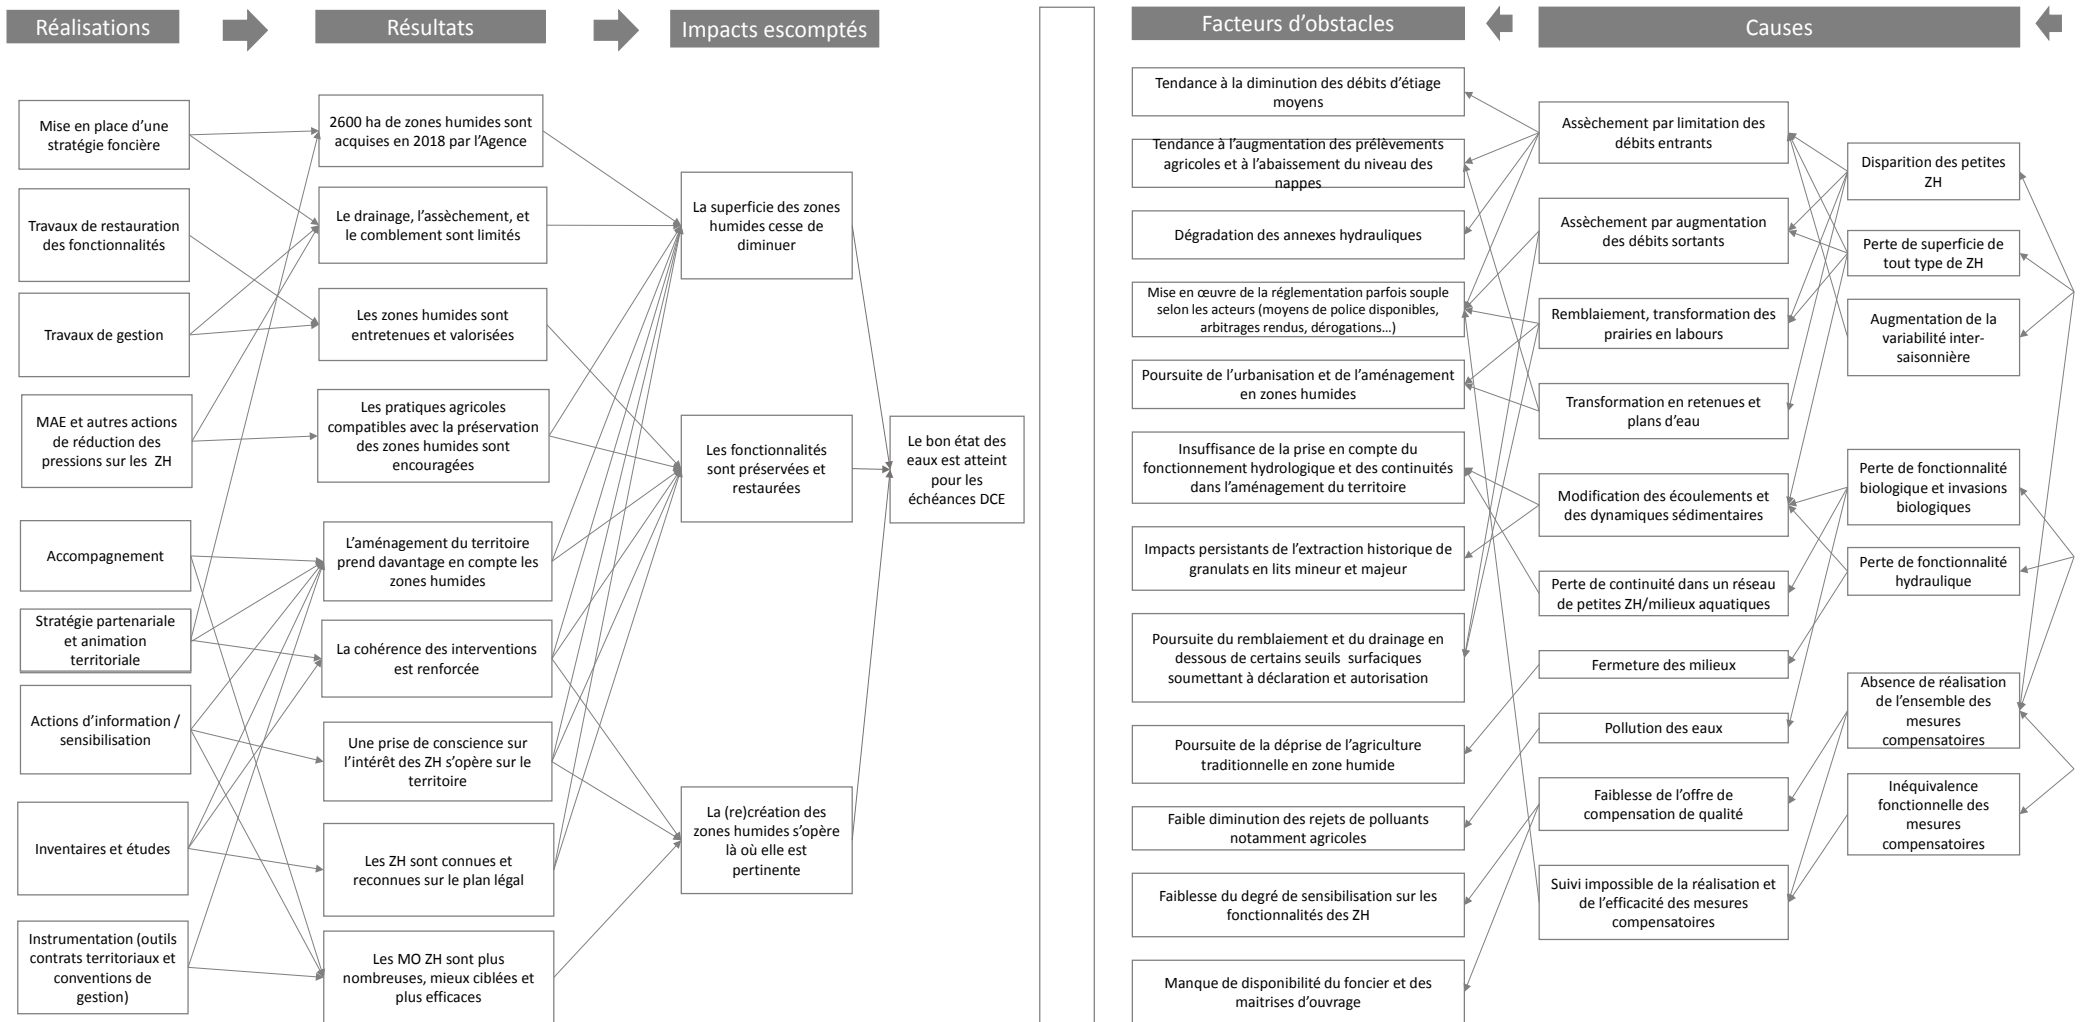 Réalisations
Résultats
Impacts escomptés
Facteurs d'obstacles
Causes
Mise en place d'une
stratégie foncière
Travaux de restauration
des fonctionnalités
Travaux de gestion
MAE et autres actions
de réduction des
pressions sur les ZH
Accompagnement
Stratégie partenariale
et animation
territoriale
Actions d'information /
sensibilisation
Inventaires et études
Instrumentation (outils
contrats territoriaux et
conventions de
gestion)
2600 ha de zones humides sont
acquises en 2018 par l'Agence
Le drainage, l'assèchement, et
le comblement sont limités
Les zones humides sont
entretenues et valorisées
Les pratiques agricoles
compatibles avec la préservation
des zones humides sont
encouragées
L'aménagement du territoire
prend davantage en compte les
zones humides
La cohérence des interventions
est renforcée
Une prise de conscience sur
l'intérêt des ZH s'opère sur le
territoire
Les ZH sont connues et
reconnues sur le plan légal
Les MO ZH sont plus
nombreuses, mieux ciblées et
plus efficaces
La superficie des zones
humides cesse de
diminuer
Les fonctionnalités
sont préservées et
restaurées
La (re)création des
zones humides s'opère
là où elle est
pertinente
Le bon état des
eaux est atteint
pour les
échéances DCE
Tendance à la diminution des débits d'étiage
moyens
Tendance à l'augmentation des prélèvements
agricoles et à l'abaissement du niveau des
nappes
Dégradation des annexes hydrauliques
Mise en œuvre de la réglementation parfois souple
selon les acteurs (moyens de police disponibles,
arbitrages rendus, dérogations…)
Poursuite de l'urbanisation et de l'aménagement
en zones humides
Insuffisance de la prise en compte du
fonctionnement hydrologique et des continuités
dans l'aménagement du territoire
Impacts persistants de l'extraction historique de
granulats en lits mineur et majeur
Poursuite du remblaiement et du drainage en
dessous de certains seuils surfaciques
soumettant à déclaration et autorisation
Poursuite de la déprise de l'agriculture
traditionnelle en zone humide
Faible diminution des rejets de polluants
notamment agricoles
Faiblesse du degré de sensibilisation sur les
fonctionnalités des ZH
Manque de disponibilité du foncier et des
maitrises d'ouvrage
Assèchement par limitation des
débits entrants
Assèchement par augmentation
des débits sortants
Remblaiement, transformation des
prairies en labours
Transformation en retenues et
plans d'eau
Modification des écoulements et
des dynamiques sédimentaires
Perte de continuité dans un réseau
de petites ZH/milieux aquatiques
Fermeture des milieux
Pollution des eaux
Faiblesse de l'offre de
compensation de qualité
Suivi impossible de la réalisation et
de l'efficacité des mesures
compensatoires
Disparition des petites
ZH
Perte de superficie de
tout type de ZH
Augmentation de la
variabilité inter-
saisonnière
Perte de fonctionnalité
biologique et invasions
biologiques
Perte de fonctionnalité
hydraulique
Absence de réalisation
de l'ensemble des
mesures
compensatoires
Inéquivalence
fonctionnelle des
mesures
compensatoires